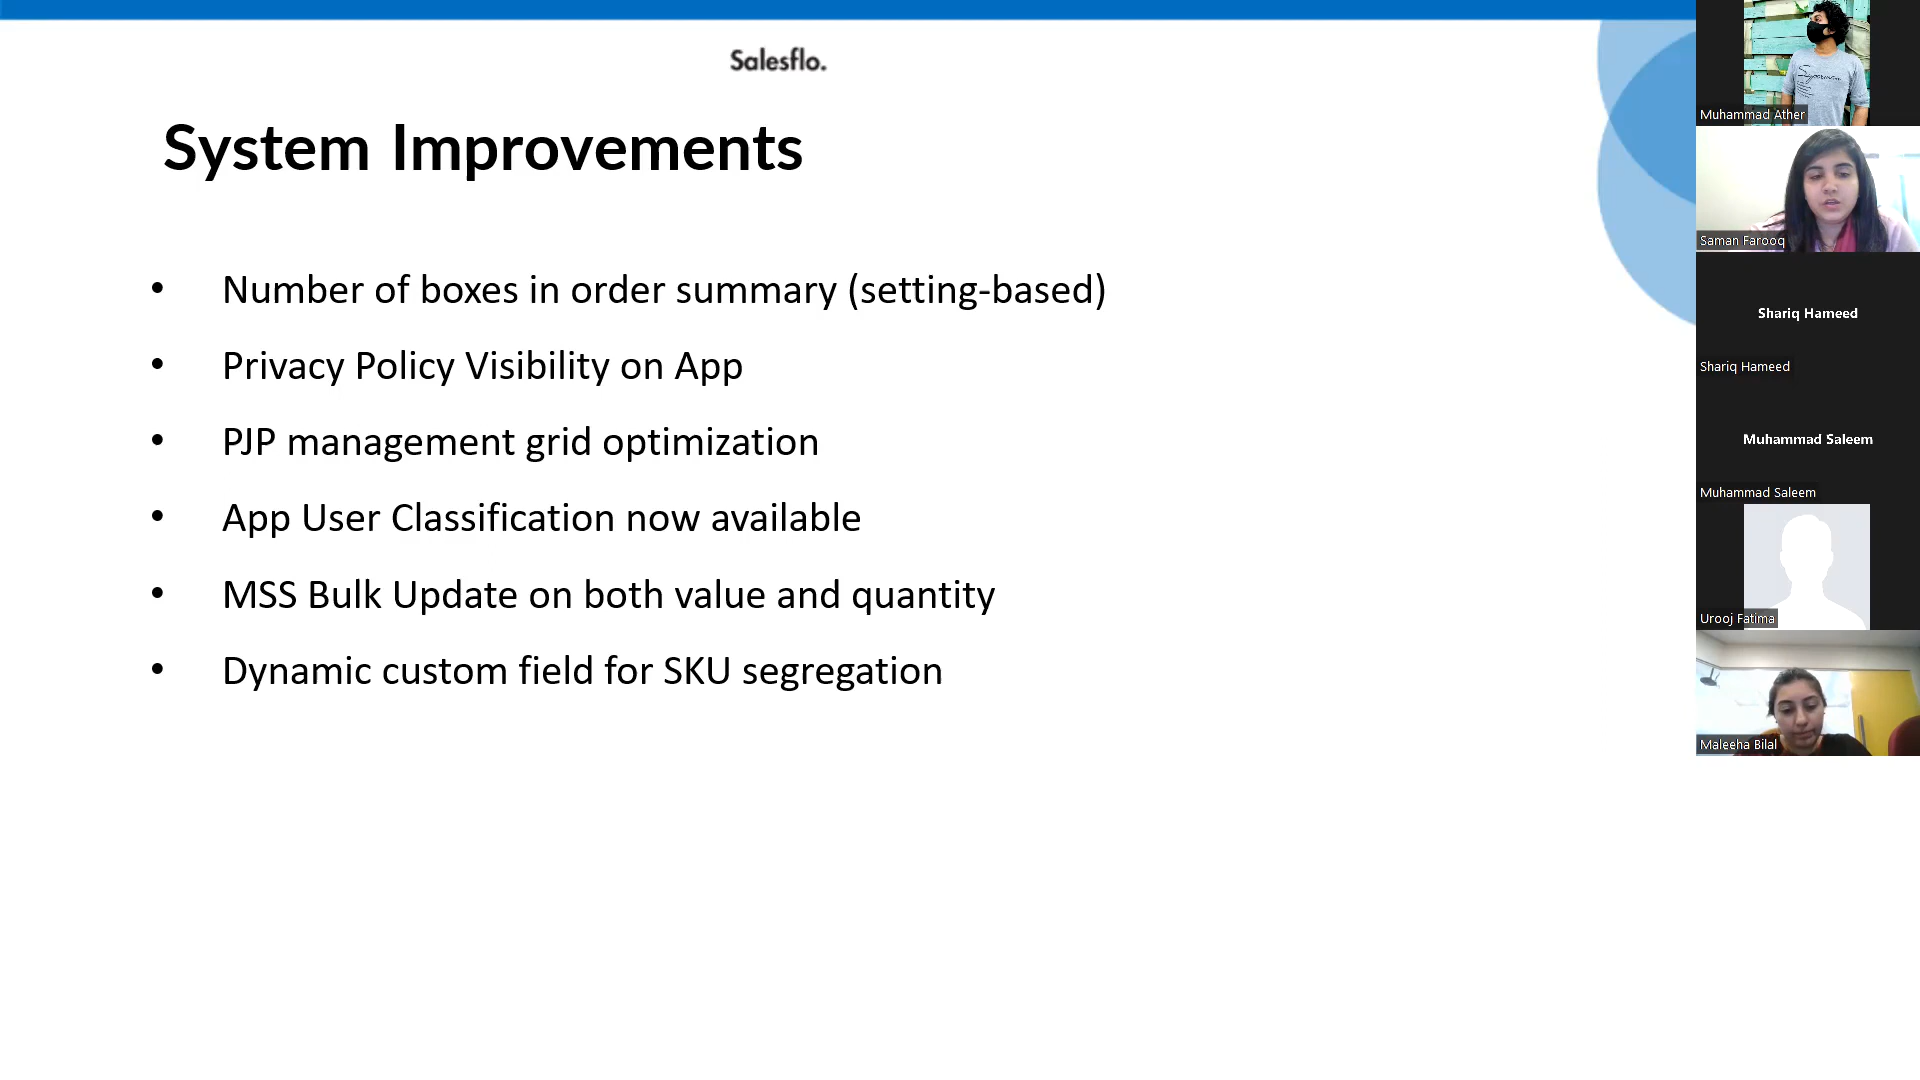 Salesflo.
System Improvements
• Number of boxes in order summary (setting-based)
• Privacy Policy Visibility on App
• PJP management grid optimization
• App User Classification now available
• MSS Bulk Update on both value and quantity
• Dynamic custom field for SKU segregation
Muhammad Ather
Saman Farooq
Shariq Hameed
Shariq Hameed
Muhammad Saleem
Muhammad Saleem
Urooj Fatima
Maleeha Bilal